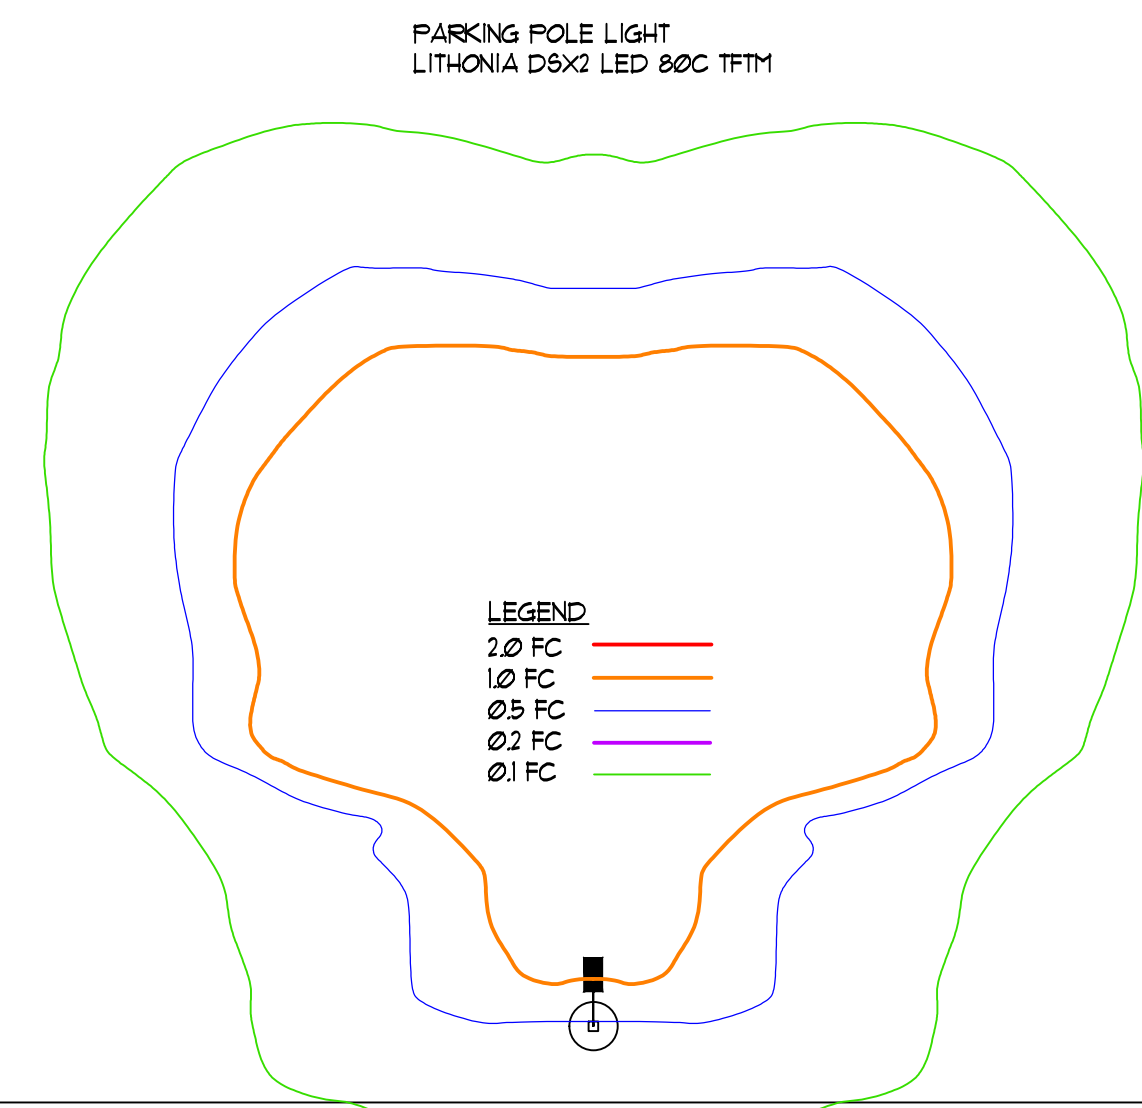 PARKING POLE LIGHT
LITHONIA DSX2 LED 80C TFTM
LEGEND
2.0 FC
1.0 FC
0.5 FC
0.2 FC
0.1 FC